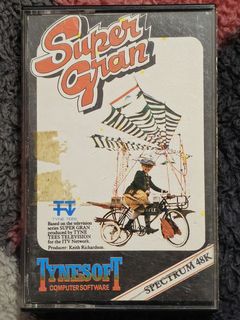 Super
Gran
TYNE TEES
Based on the television
series SUPER GRAN
produced by TYNE
TEES TELEVISION
for the ITV Network.
Producer: Keith Richardson
TYNESOFT
COMPUTER SOFTWARE
SPECTRUM 48K